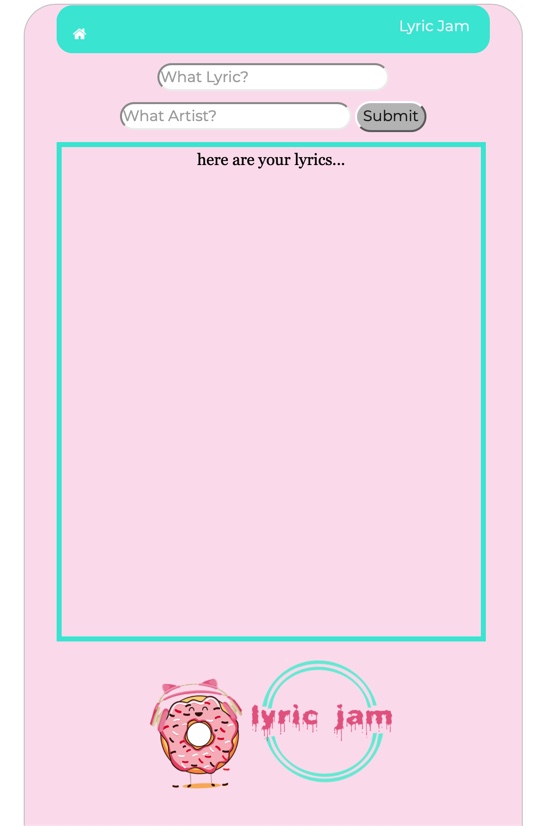 Lyric Jam
What Lyric?
What Artist?
Submit
here are your lyrics...
lyric jam